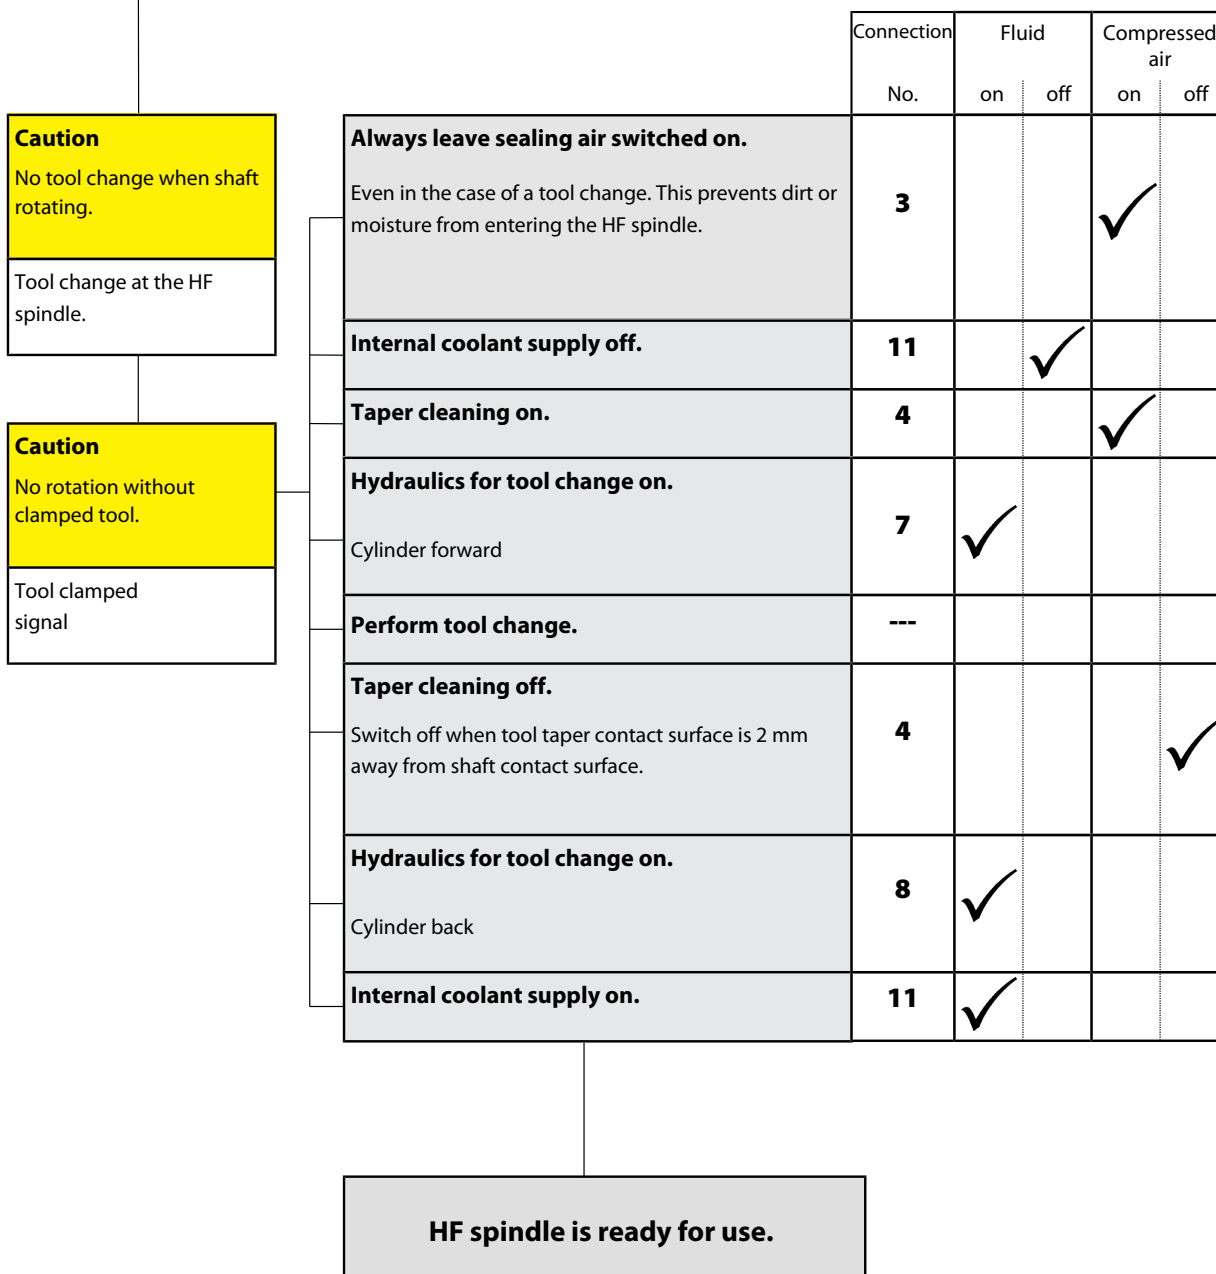 Connection Fluid Compressed
air
No. on off on off
Caution
No tool change when shaft
rotating.
Tool change at the HF
spindle.
Caution
No rotation without
clamped tool.
Tool clamped
signal
Always leave sealing air switched on.
Even in the case of a tool change. This prevents dirt or
moisture from entering the HF spindle.
3
Internal coolant supply off.
11
Taper cleaning on.
4
Hydraulics for tool change on.
Cylinder forward
7
Perform tool change.
---
Taper cleaning off.
Switch off when tool taper contact surface is 2 mm
away from shaft contact surface.
4
Hydraulics for tool change on.
Cylinder back
8
Internal coolant supply on.
11
HF spindle is ready for use.